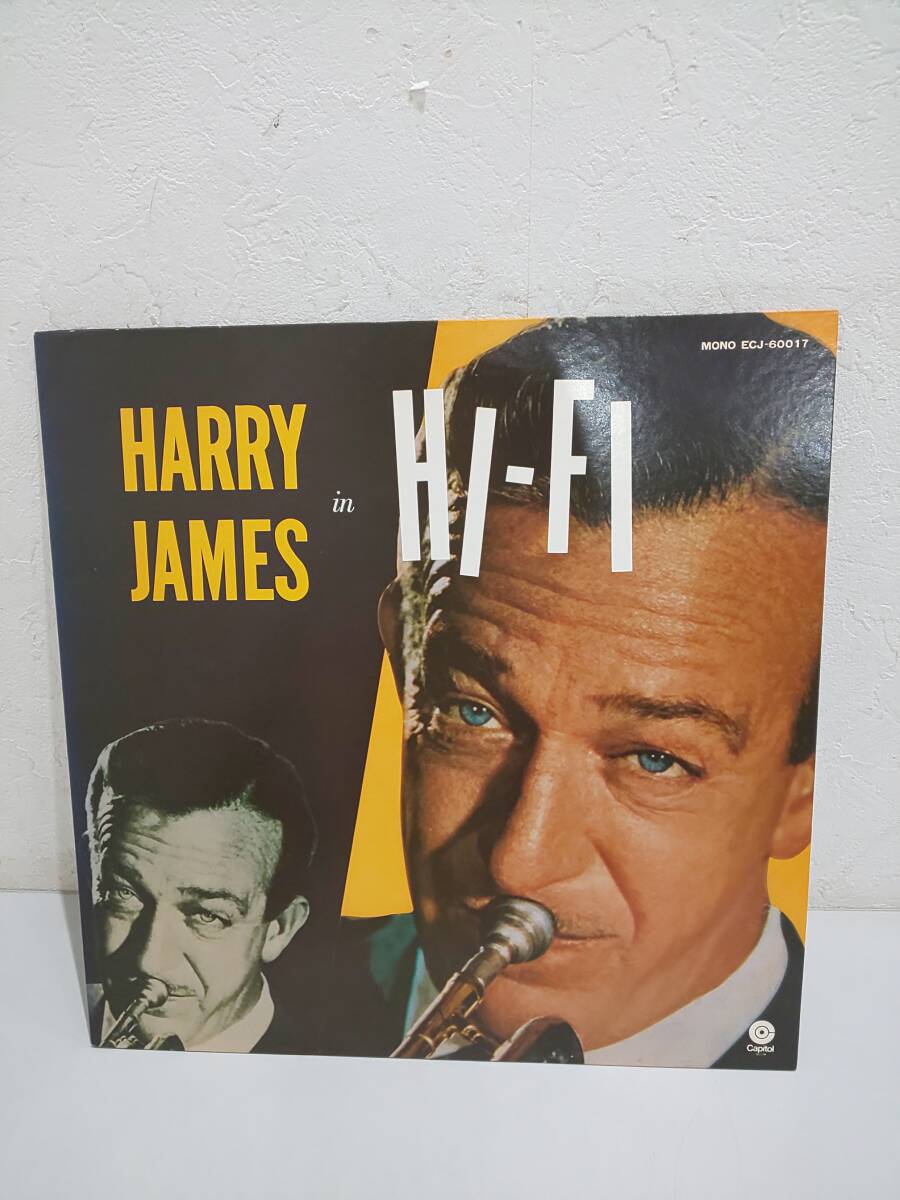 MONO ECJ-60017
HARRY
JAMES
in
HI-FI
Capitol